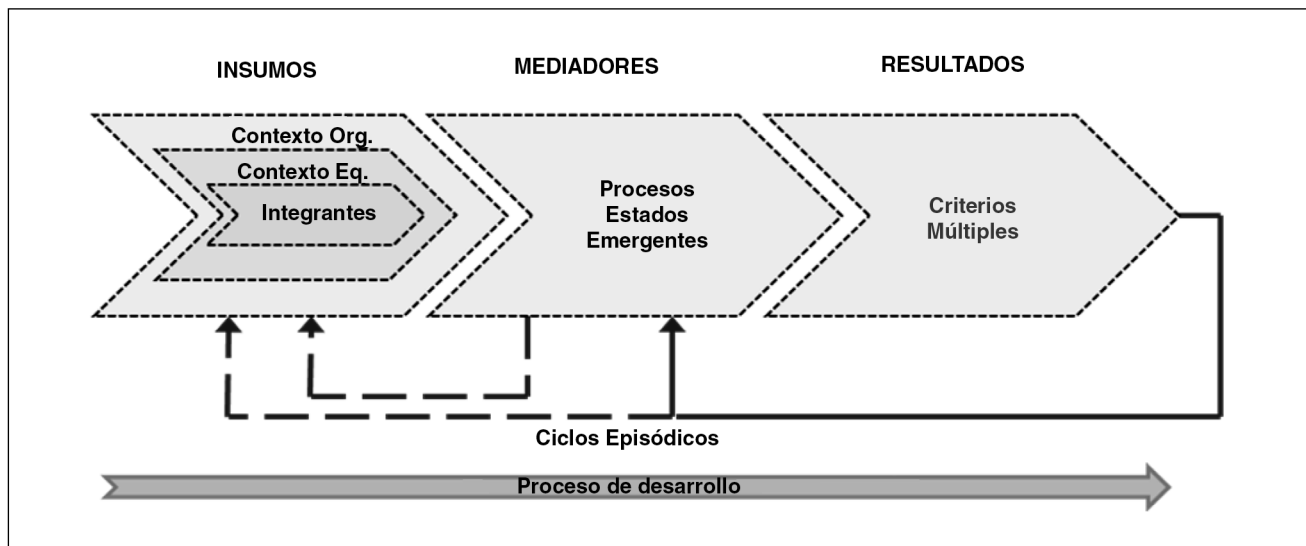 INSUMOS
MEDIADORES
RESULTADOS
Contexto Org.
Contexto Eq.
Integrantes
Procesos
Estados
Emergentes
Criterios
Múltiples
Ciclos Episódicos
Proceso de desarrollo